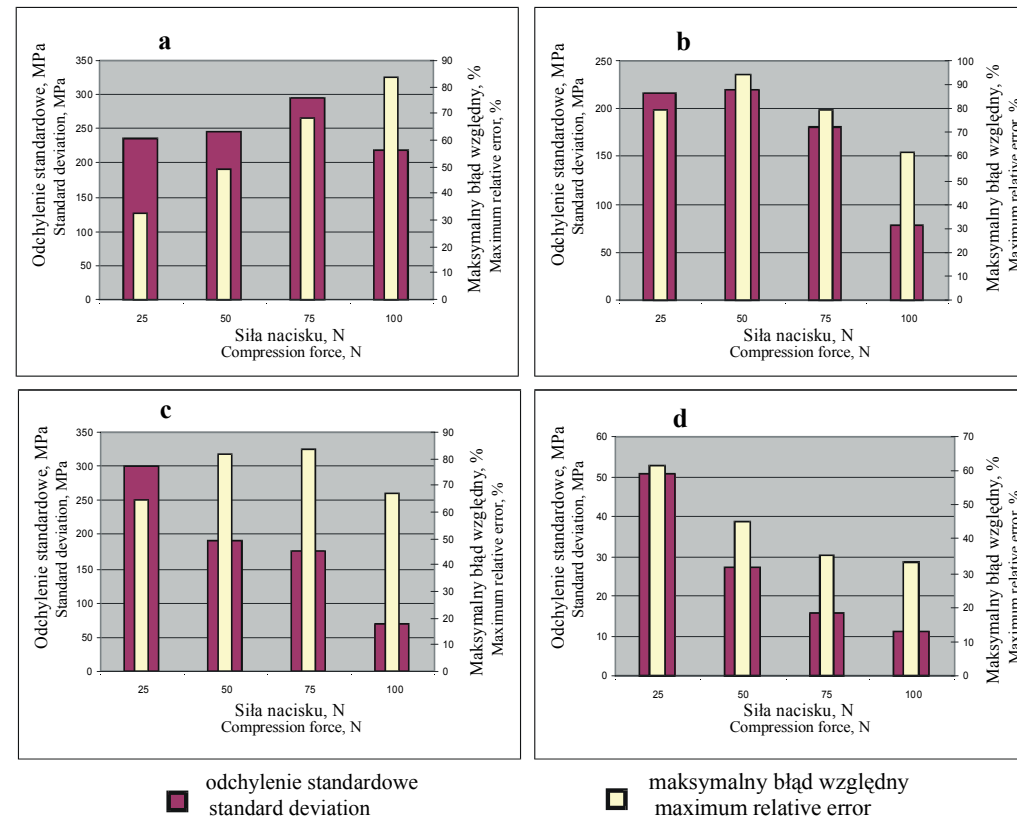 a
Odchylenie standardowe, MPa
Standard deviation, MPa
350
300
250
200
150
100
50
0
90
80
70
60
50
40
30
20
10
0
Maksymalny błąd względny, %
Maximum relative error, %
25 50 75 100
Siła nacisku, N
Compression force, N
b
Odchylenie standardowe, MPa
Standard deviation, MPa
250
200
150
100
50
0
100
90
80
70
60
50
40
30
20
10
0
Maksymalny błąd względny, %
Maximum relative error, %
25 50 75 100
Siła nacisku, N
Compression force, N
c
Odchylenie standardowe, MPa
Standard deviation, MPa
350
300
250
200
150
100
50
0
90
80
70
60
50
40
30
20
10
0
Maksymalny błąd względny, %
Maximum relative error, %
25 50 75 100
Siła nacisku, N
Compression force, N
d
Odchylenie standardowe, MPa
Standard deviation, MPa
60
50
40
30
20
10
0
70
60
50
40
30
20
10
0
Maksymalny błąd względny, %
Maximum relative error, %
25 50 75 100
Siła nacisku, N
Compression force, N
odchylenie standardowe
standard deviation
maksymalny błąd względny
maximum relative error